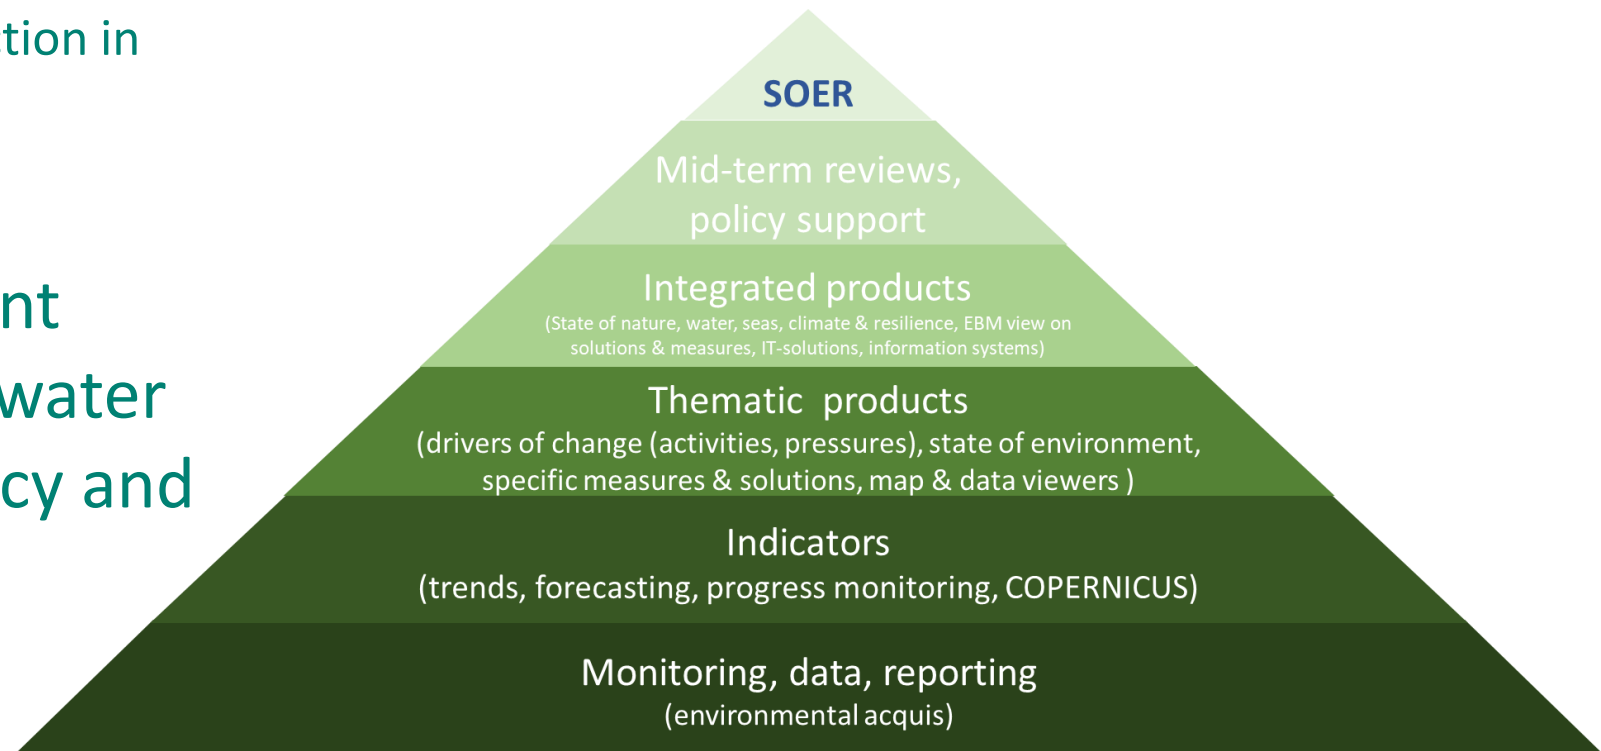 tion in
nt
water
cy and
SOER
Mid-term reviews,
policy support
Integrated products
(State of nature, water, seas, climate & resilience, EBM view on
solutions & measures, IT-solutions, information systems)
Thematic  products
(drivers of change (activities, pressures), state of environment,
specific measures & solutions, map & data viewers )
Indicators
(trends, forecasting, progress monitoring, COPERNICUS)
Monitoring, data, reporting
(environmental acquis)